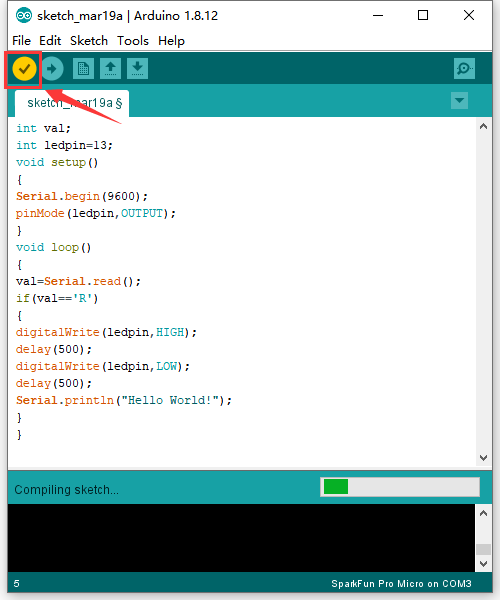 sketch_mar19a | Arduino 1.8.12
File Edit Sketch Tools Help
sketch_mar19a §
int val;
int ledpin=13;
void setup()
{
Serial.begin(9600);
pinMode(ledpin,OUTPUT);
}
void loop()
{
val=Serial.read();
if(val=='R')
{
digitalWrite(ledpin,HIGH);
delay(500);
digitalWrite(ledpin,LOW);
delay(500);
Serial.println("Hello World!");
}
}
Compiling sketch...
5 SparkFun Pro Micro on COM3